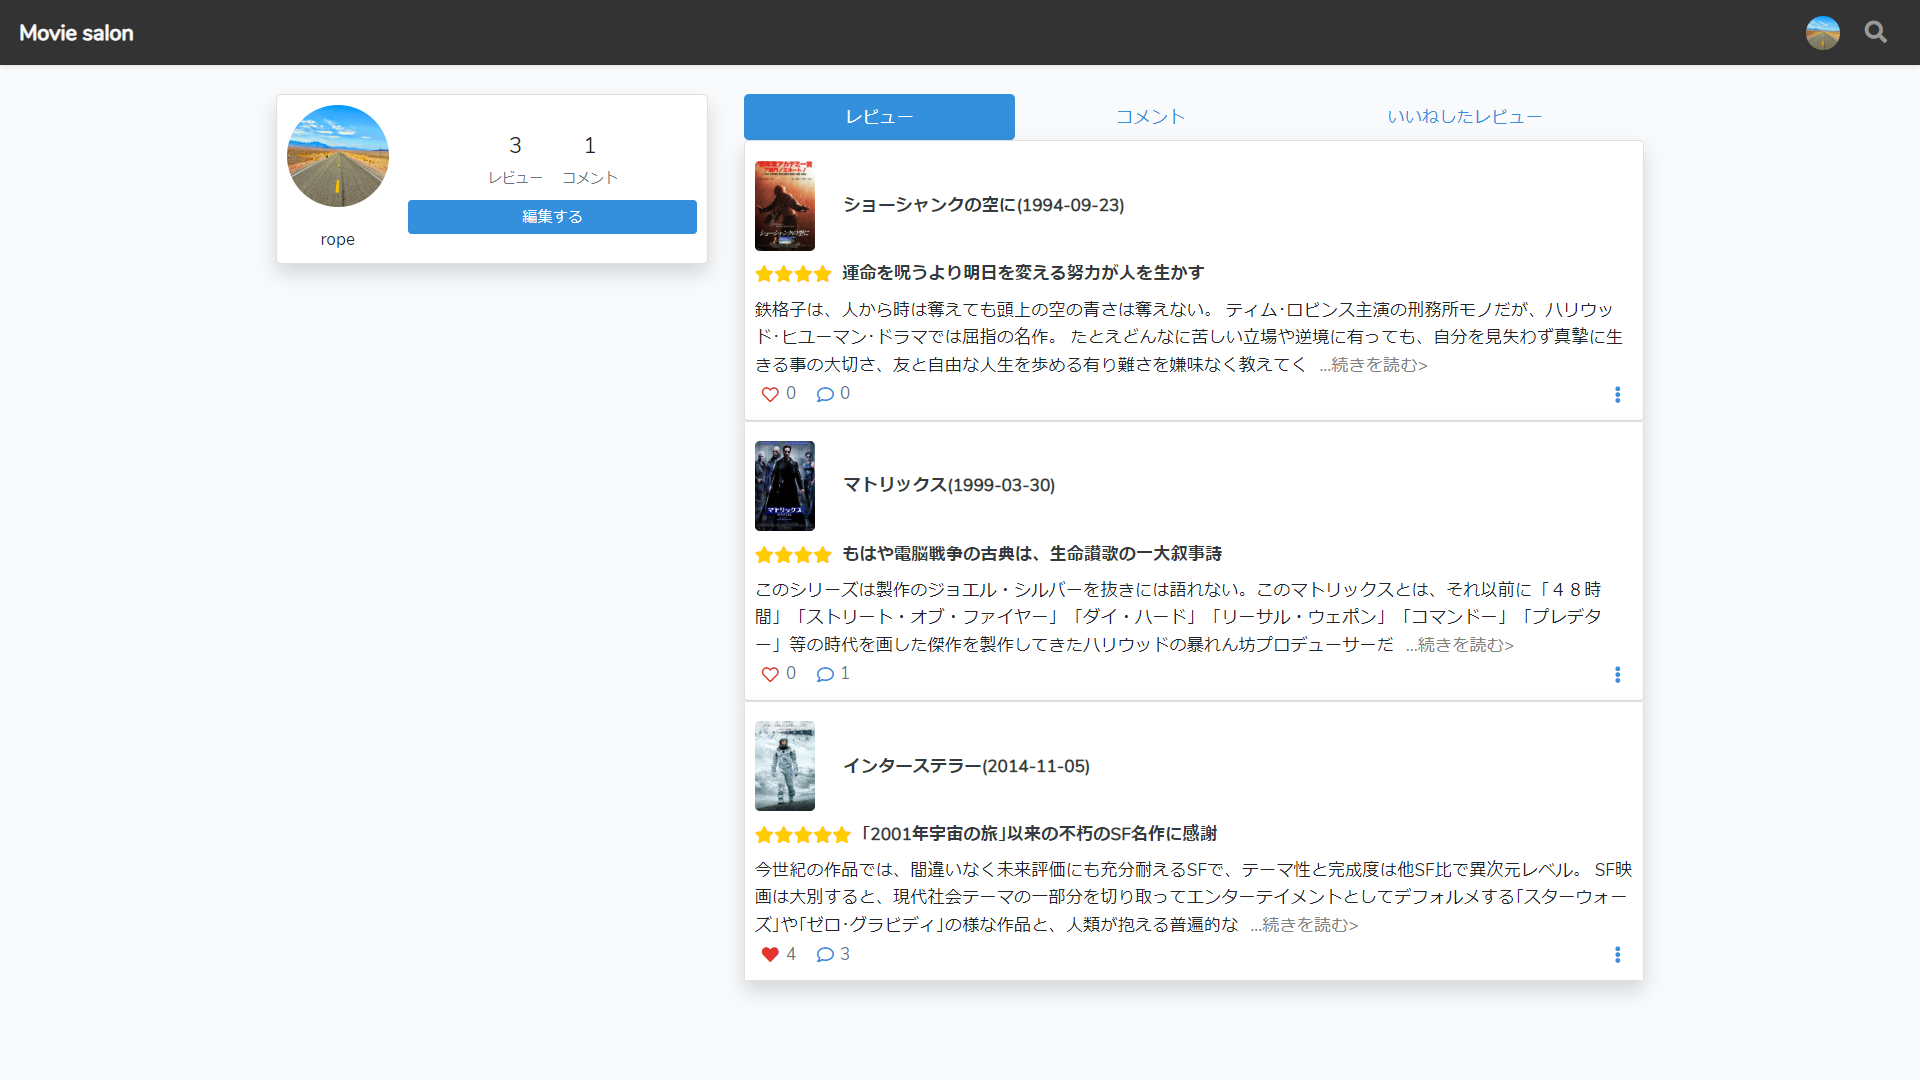 Movie salon
3
1
レビュー
コメント
編集する
rope
レビュー
コメント
いいねしたレビュー
ショーシャンクの空に(1994-09-23)
運命を呪うより明日を変える努力が人を生かす
鉄格子は、人から時は奪えても頭上の空の青さは奪えない。 ティム･ロビンス主演の刑務所モノだが、ハリウッ
ド･ヒユーマン･ドラマでは屈指の名作。 たとえどんなに苦しい立場や逆境に有っても、自分を見失わず真摯に生
きる事の大切さ、友と自由な人生を歩める有り難さを嫌味なく教えてく ...続きを読む>
0 0
マトリックス
マトリックス(1999-03-30)
もはや電脳戦争の古典は、生命讃歌の一大叙事詩
このシリーズは製作のジョエル・シルバーを抜きには語れない。このマトリックスとは、それ以前に「４８時
間」「ストリート・オブ・ファイヤー」「ダイ・ハード」「リーサル・ウェポン」「コマンドー」「プレデタ
ー」等の時代を画した傑作を製作してきたハリウッドの暴れん坊プロデューサーだ ...続きを読む>
0 1
インターステラー(2014-11-05)
｢2001年宇宙の旅｣以来の不朽のSF名作に感謝
今世紀の作品では、間違いなく未来評価にも充分耐えるSFで、テーマ性と完成度は他SF比で異次元レベル。 SF映
画は大別すると、現代社会テーマの一部分を切り取ってエンターテイメントとしてデフォルメする｢スターウォー
ズ｣や｢ゼロ･グラビディ｣の様な作品と、人類が抱える普遍的な ...続きを読む>
4 3